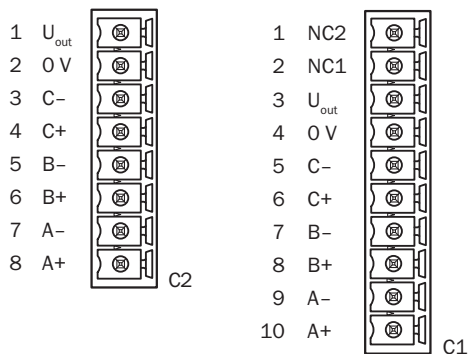 1 Uout
2 0 V
3 C–
4 C+
5 B–
6 B+
7 A–
8 A+
C2
1 NC2
2 NC1
3 Uout
4 0 V
5 C–
6 C+
7 B–
8 B+
9 A–
10 A+
C1